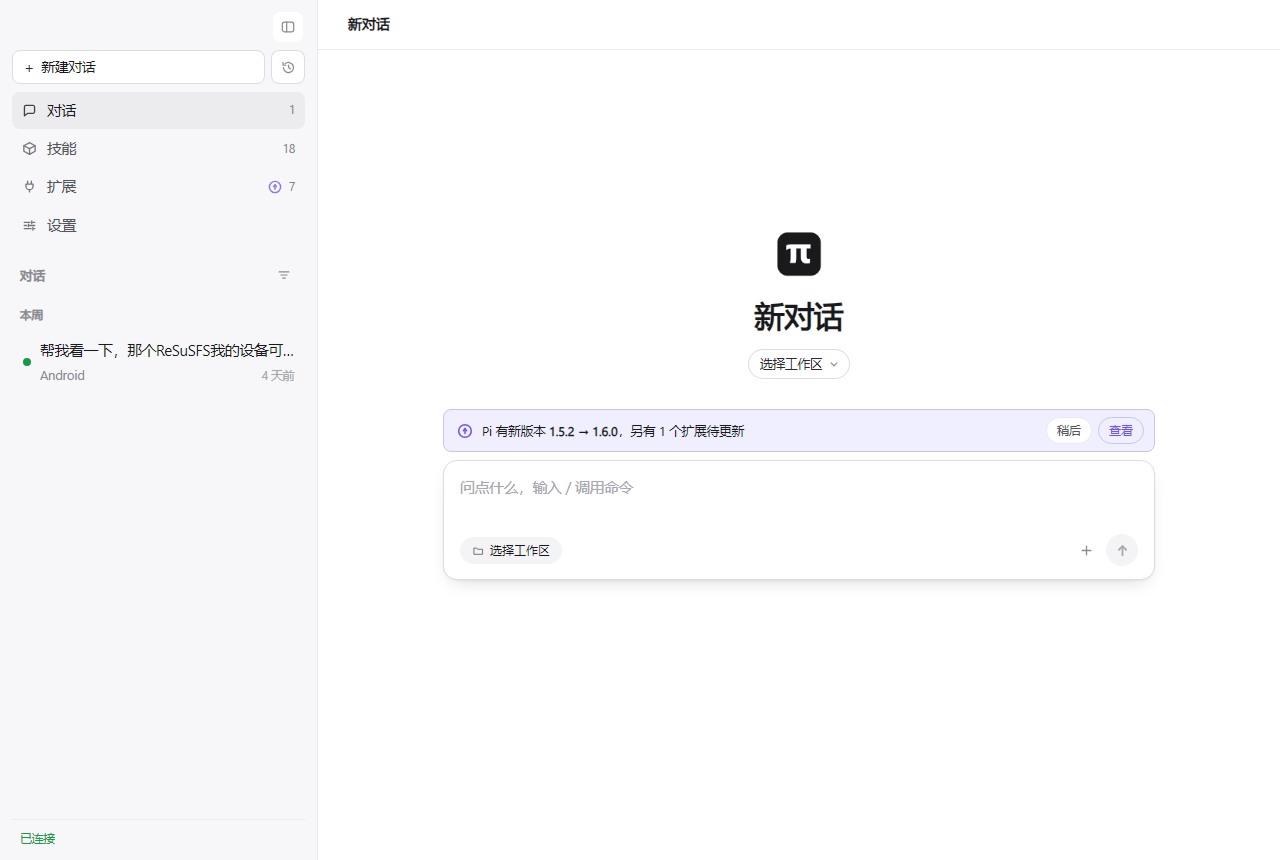 新对话
+ 新建对话
对话 1
技能 18
扩展 7
设置
对话
本周
帮我看一下，那个ReSuSFS我的设备可...
Android 4 天前
已连接
π
新对话
选择工作区
Pi 有新版本 1.5.2 → 1.6.0，另有 1 个扩展待更新 稍后 查看
问点什么，输入 / 调用命令
选择工作区